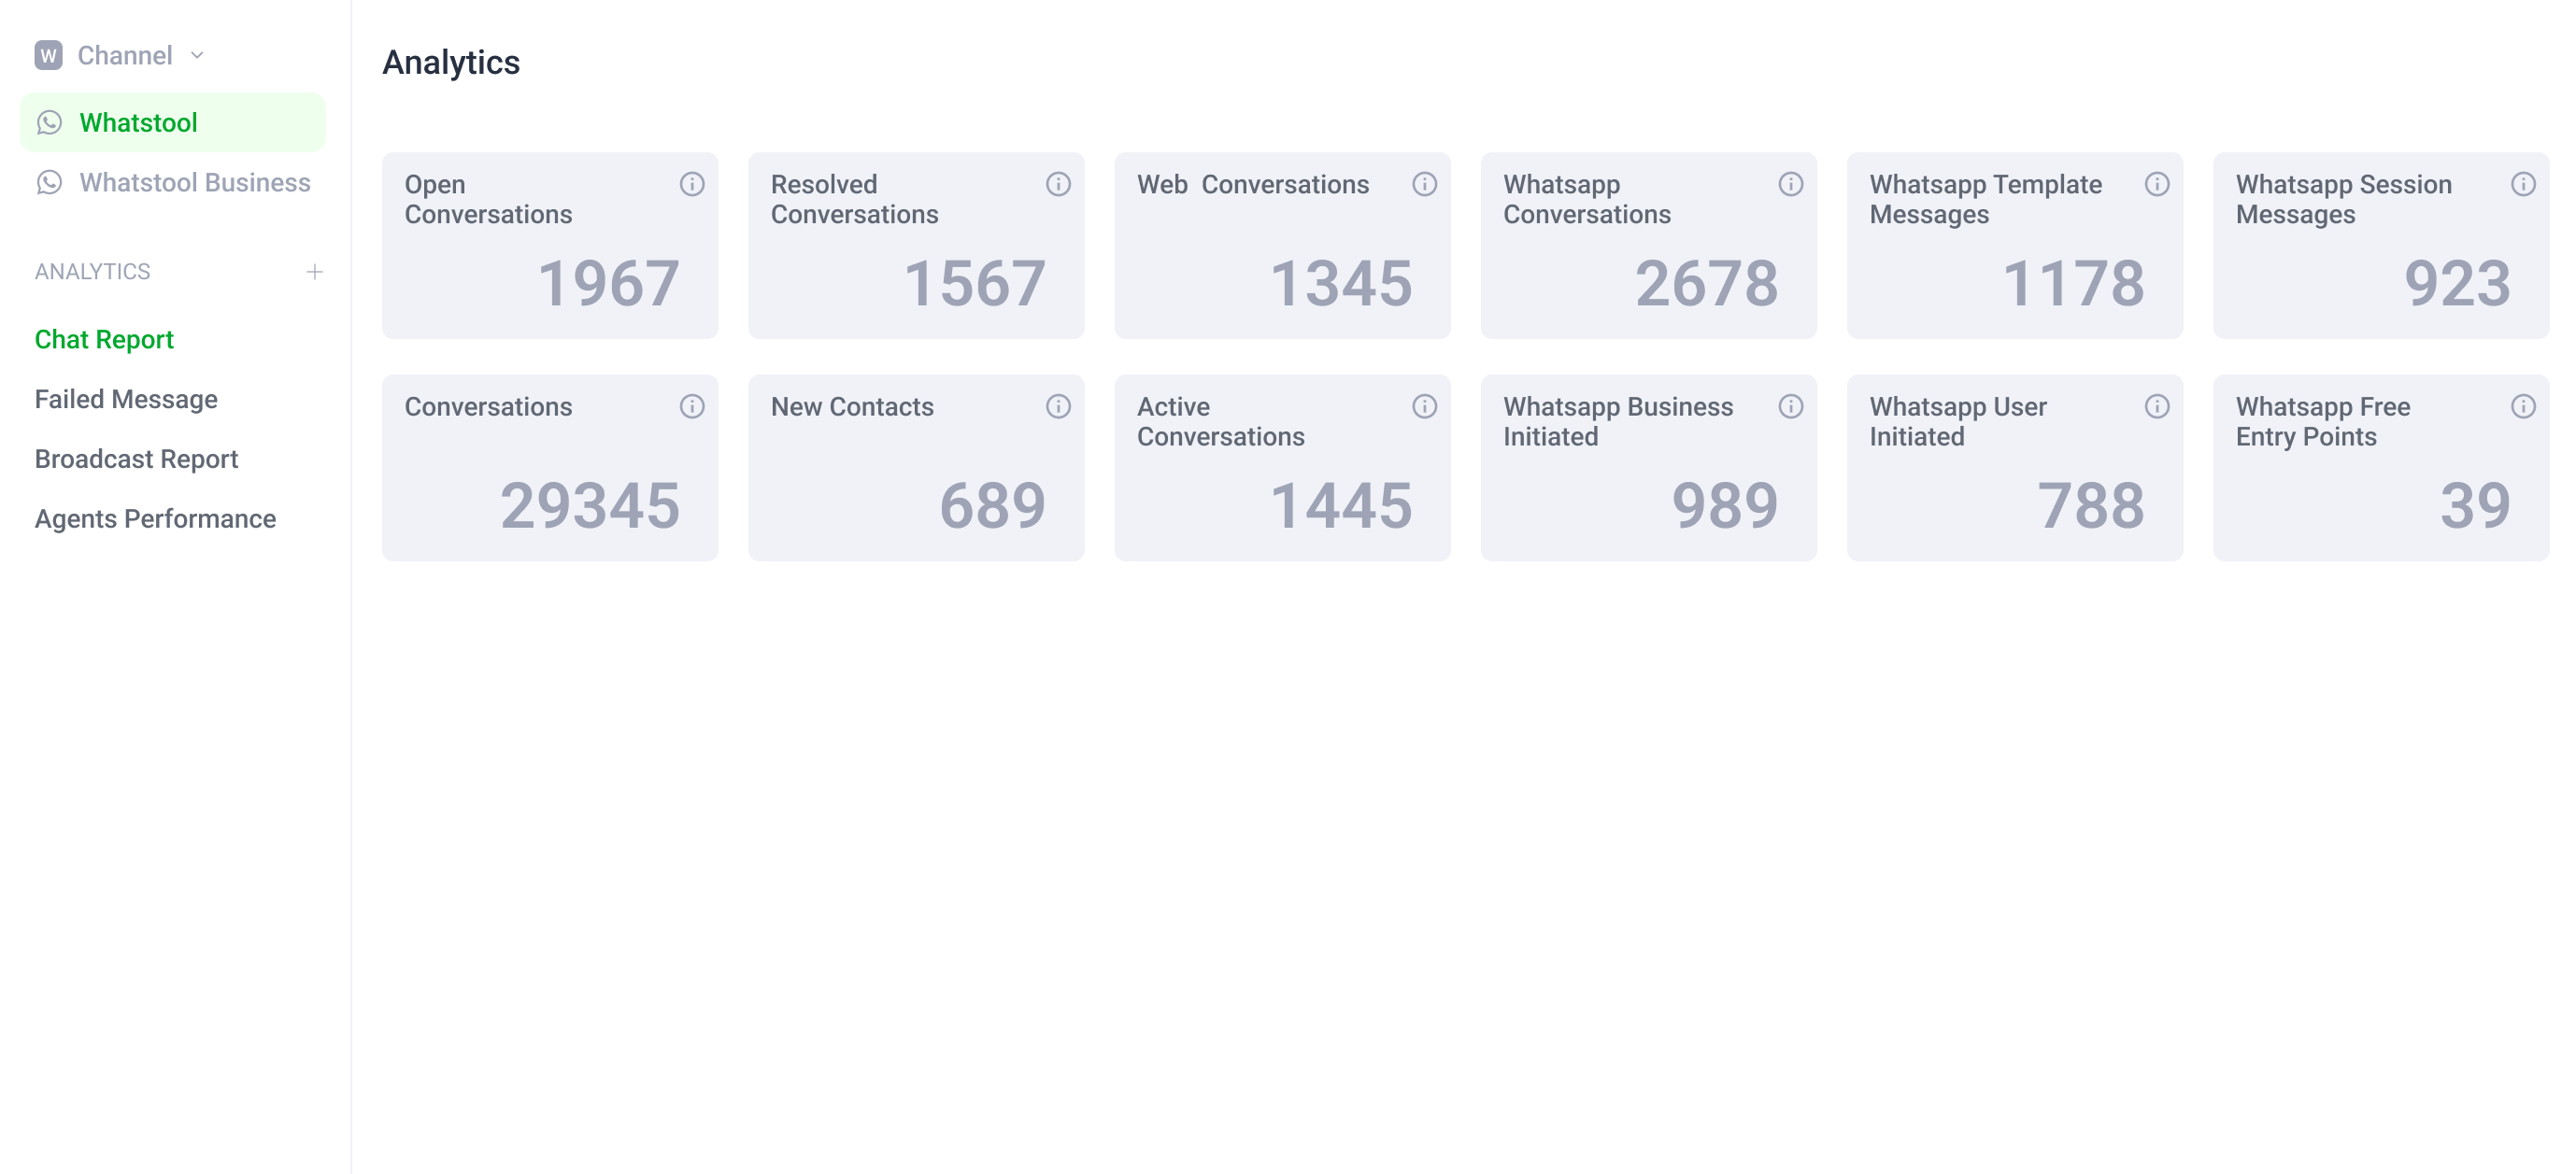 W Channel
Whatstool
Whatstool Business
ANALYTICS
Chat Report
Failed Message
Broadcast Report
Agents Performance
Analytics
Open
Conversations
1967
Resolved
Conversations
1567
Web  Conversations
1345
Whatsapp
Conversations
2678
Whatsapp Template
Messages
1178
Whatsapp Session
Messages
923
Conversations
29345
New Contacts
689
Active
Conversations
1445
Whatsapp Business
Initiated
989
Whatsapp User
Initiated
788
Whatsapp Free
Entry Points
39